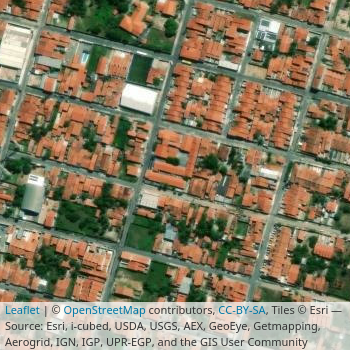 Leaflet | © OpenStreetMap contributors, CC-BY-SA, Tiles © Esri —
Source: Esri, i-cubed, USDA, USGS, AEX, GeoEye, Getmapping,
Aerogrid, IGN, IGP, UPR-EGP, and the GIS User Community